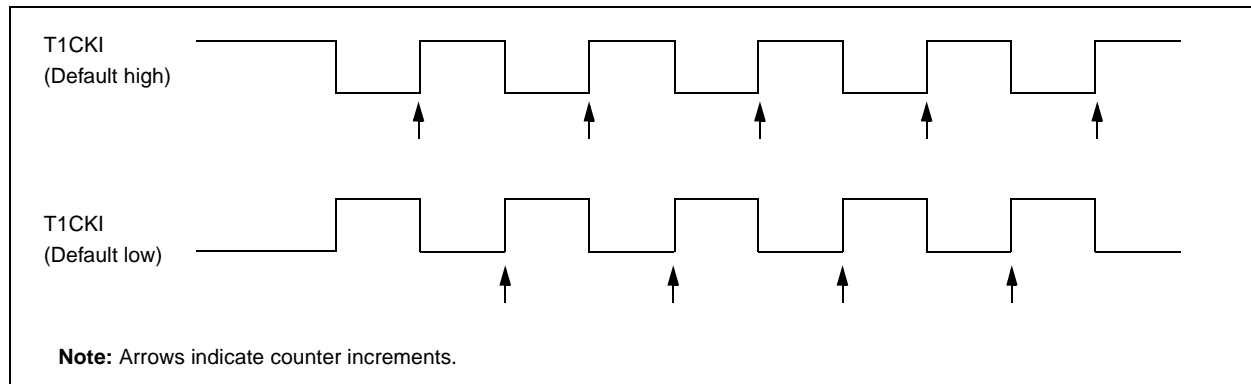 T1CKI
(Default high)
T1CKI
(Default low)
Note: Arrows indicate counter increments.